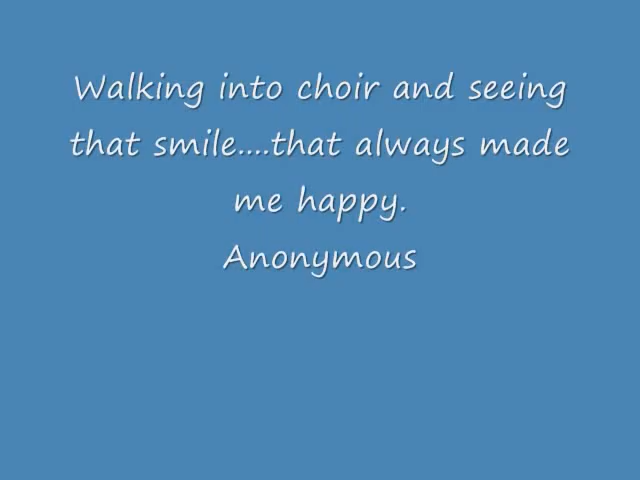 Walking into choir and seeing
that smile....that always made
me happy.
Anonymous